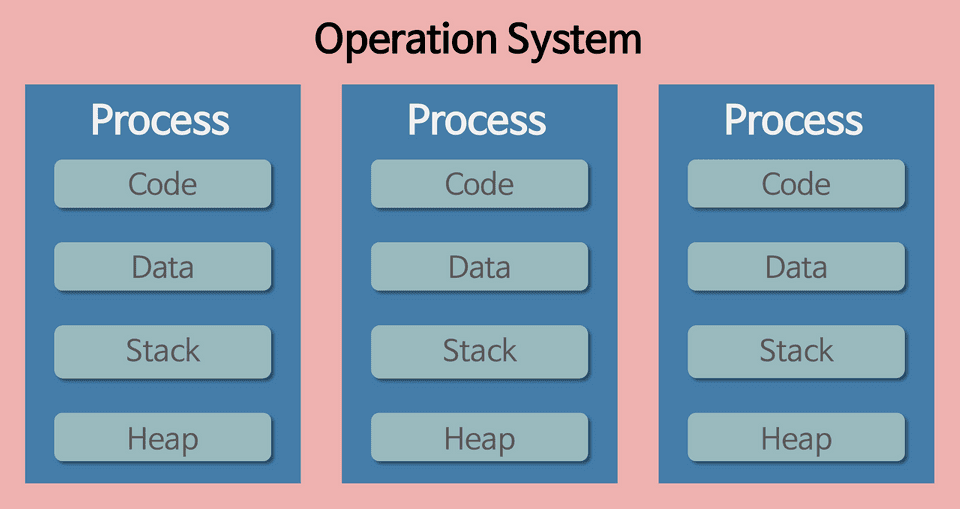 Operation System
Process
Code
Data
Stack
Heap
Process
Code
Data
Stack
Heap
Process
Code
Data
Stack
Heap